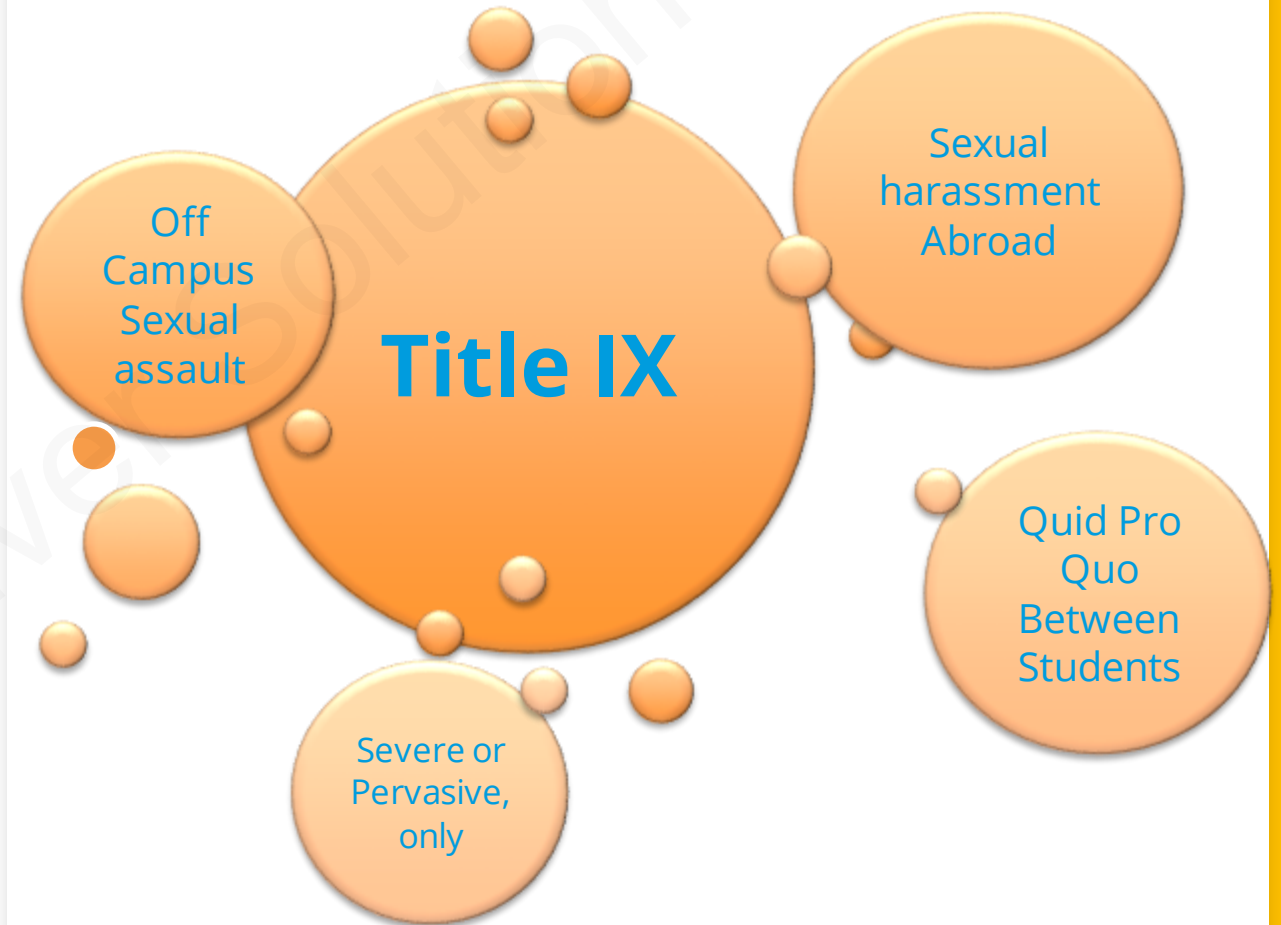 Sexual
harassment
Abroad
Off
Campus
Sexual
assault
Title IX
Quid Pro
Quo
Between
Students
Severe or
Pervasive,
only